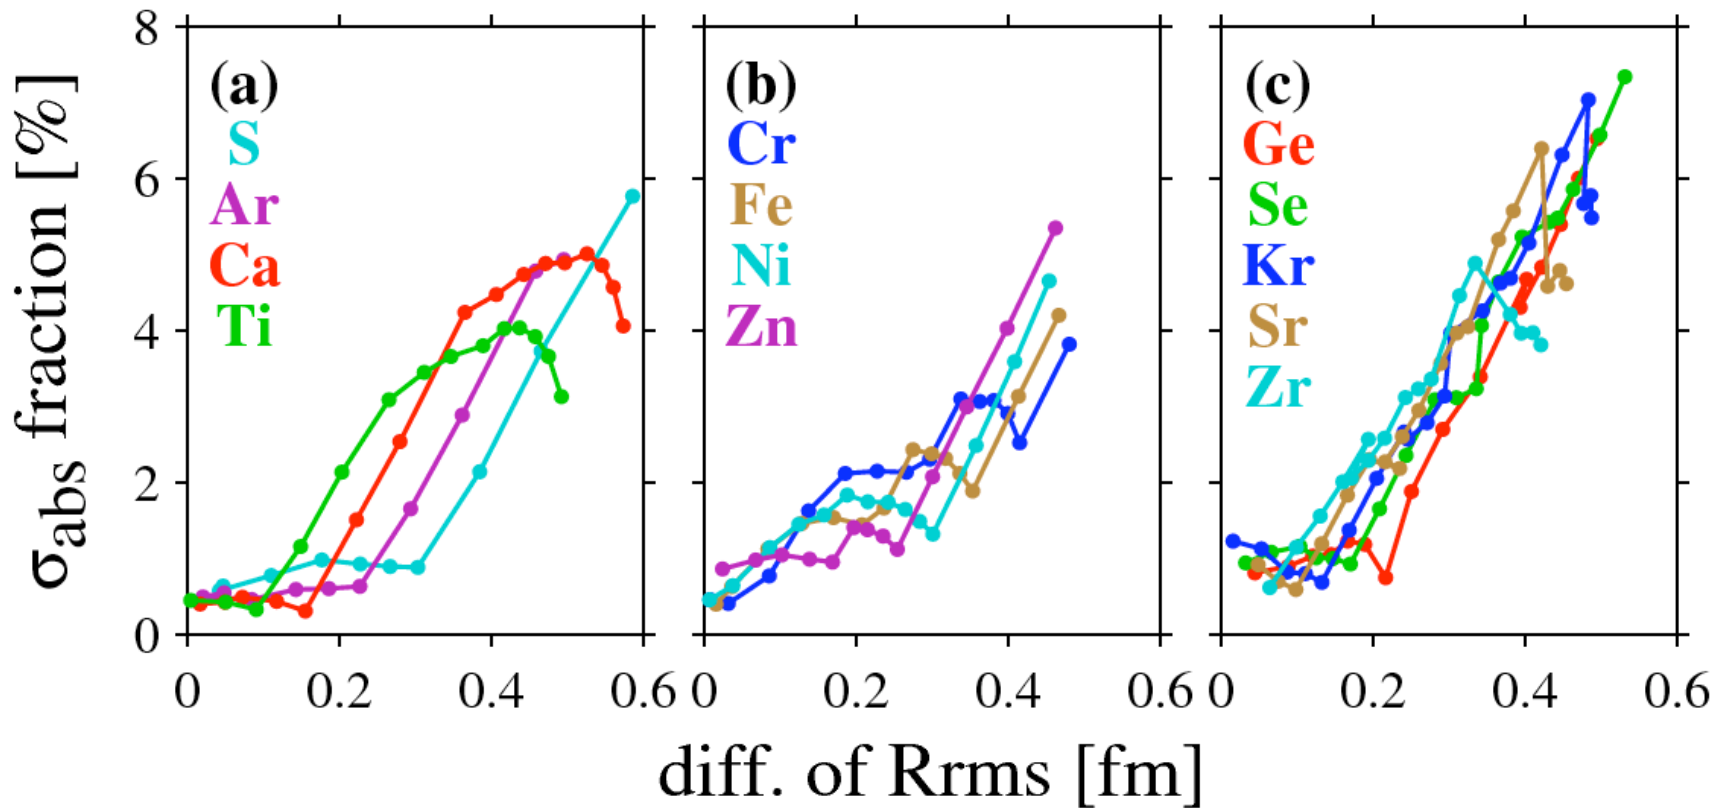 σabs fraction [%]
8
6
4
2
0
(a)
S
Ar
Ca
Ti
(b)
Cr
Fe
Ni
Zn
(c)
Ge
Se
Kr
Sr
Zr
0 0.2 0.4 0.6
0 0.2 0.4 0.6
0 0.2 0.4 0.6
diff. of Rrms [fm]